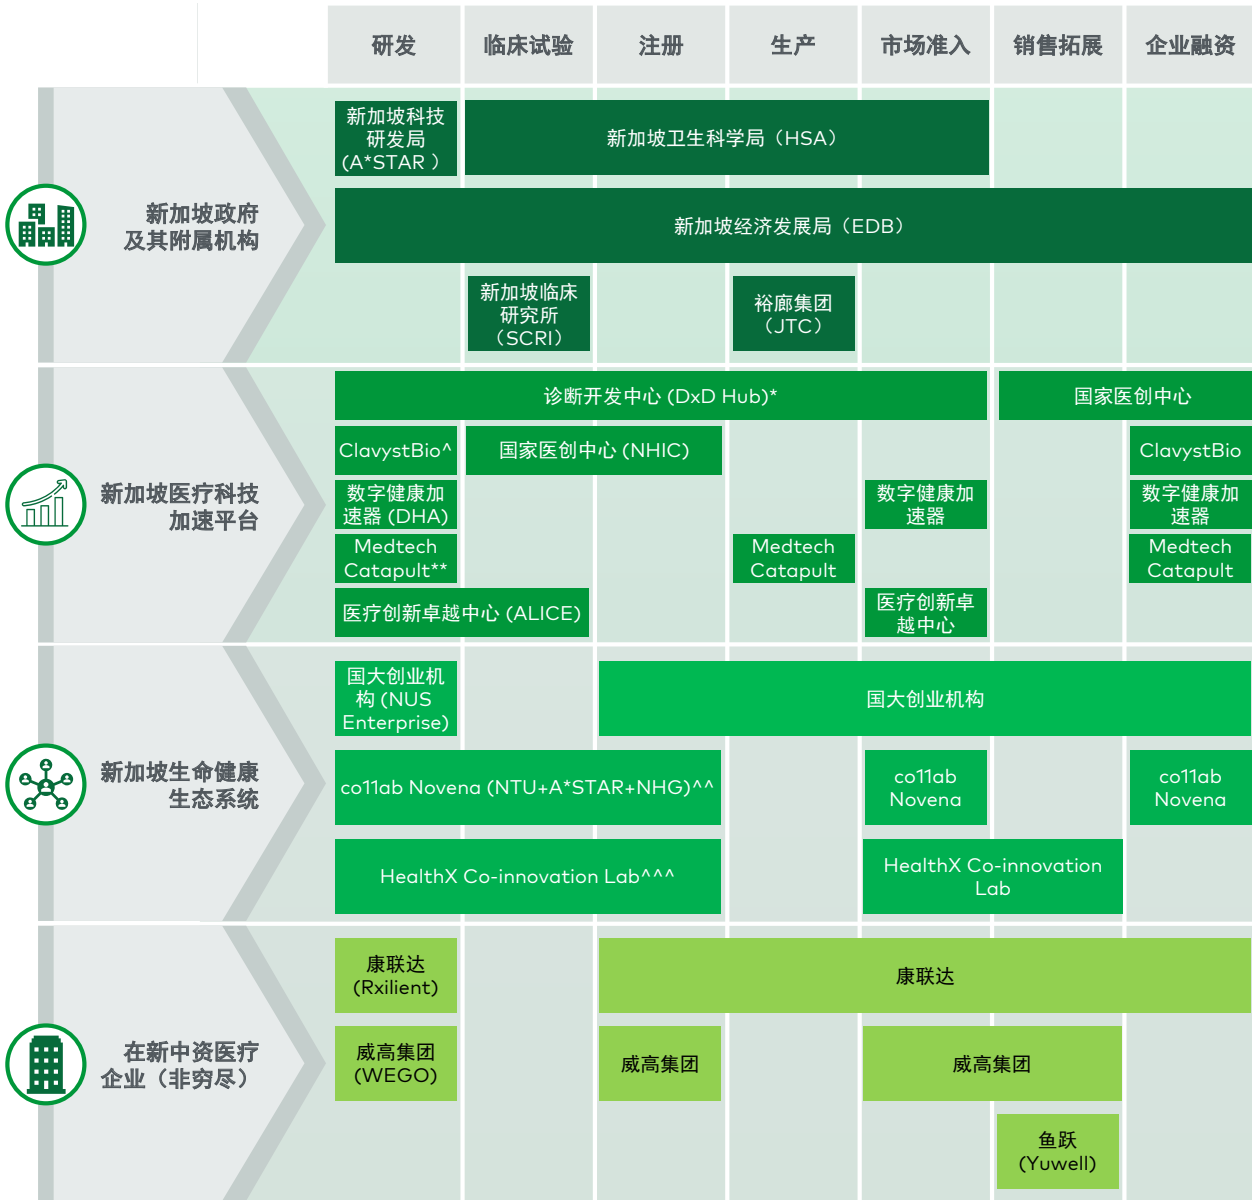 研发
临床试验
注册
生产
市场准入
销售拓展
企业融资
新加坡政府
及其附属机构
新加坡科技
研发局
(A*STAR )
新加坡卫生科学局（HSA）
新加坡经济发展局（EDB）
新加坡临床
研究所
（SCRI）
裕廊集团
（JTC）
新加坡医疗科技
加速平台
诊断开发中心 (DxD Hub)*
国家医创中心
ClavystBio^
国家医创中心 (NHIC)
ClavystBio
数字健康加
速器 (DHA)
数字健康加
速器
数字健康加
速器
Medtech
Catapult**
Medtech
Catapult
Medtech
Catapult
医疗创新卓越中心 (ALICE)
医疗创新卓
越中心
新加坡生命健康
生态系统
国大创业机
构 (NUS
Enterprise)
国大创业机构
co11ab Novena (NTU+A*STAR+NHG)^^
co11ab
Novena
co11ab
Novena
HealthX Co-innovation Lab^^^
HealthX Co-innovation
Lab
在新中资医疗
企业（非穷尽）
康联达
(Rxilient)
康联达
威高集团
(WEGO)
威高集团
威高集团
鱼跃
(Yuwell)